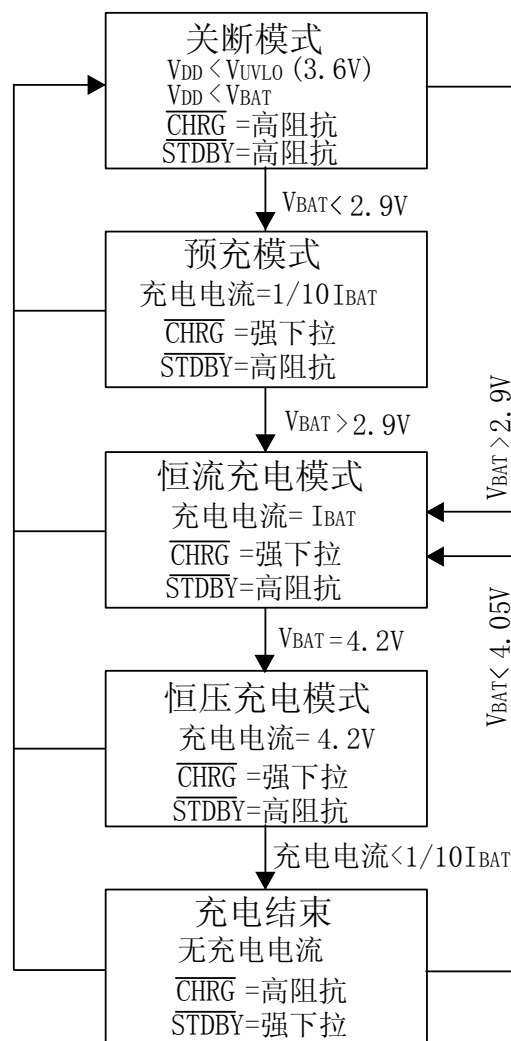 关断模式
VDD<VUVLO (3.6V)
VDD<VBAT
CHRG=高阻抗
STDBY=高阻抗
VBAT<2.9V
预充模式
充电电流=1/10IBAT
CHRG=强下拉
STDBY=高阻抗
VBAT>2.9V
恒流充电模式
充电电流=IBAT
CHRG=强下拉
STDBY=高阻抗
VBAT>2.9V
VBAT<4.05V
VBAT=4.2V
恒压充电模式
充电电流=4.2V
CHRG=强下拉
STDBY=高阻抗
充电电流<1/10IBAT
充电结束
无充电电流
CHRG=高阻抗
STDBY=强下拉